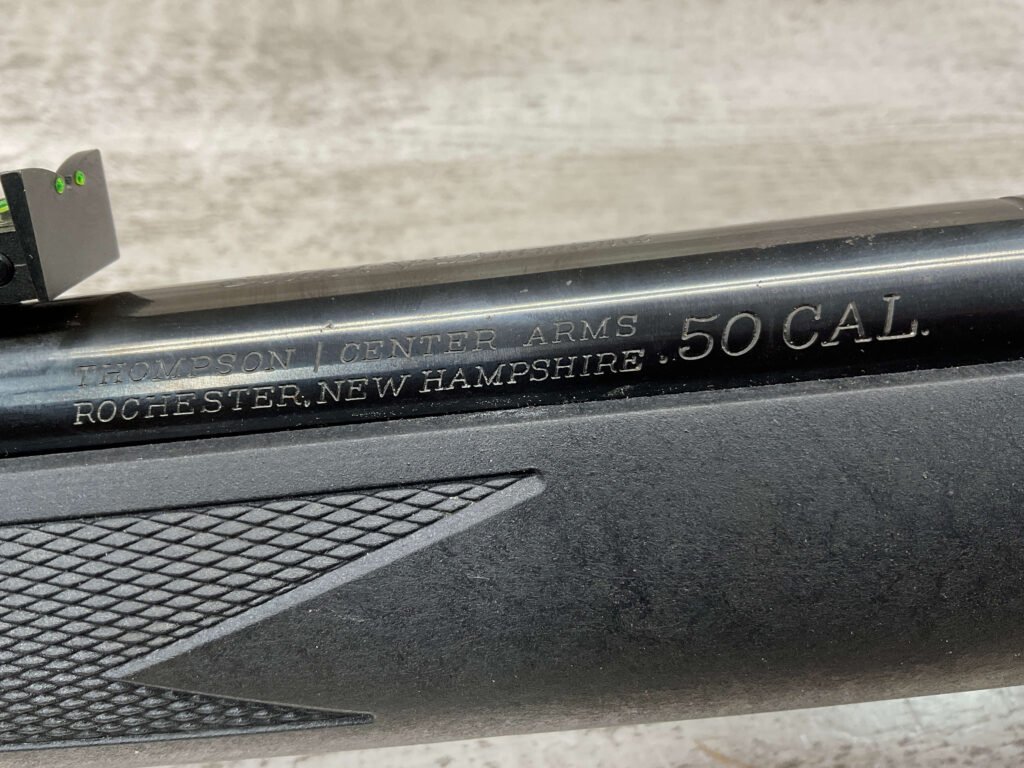 THOMPSON / CENTER ARMS
ROCHESTER, NEW HAMPSHIRE . .50 CAL.